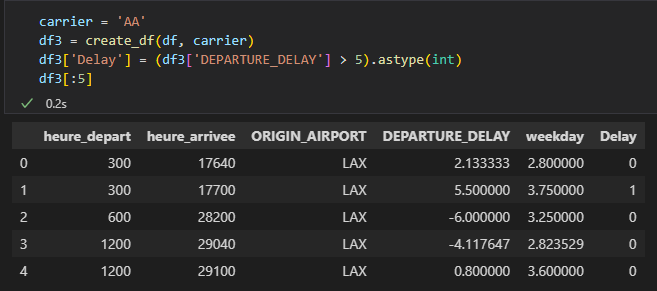 carrier = 'AA'
df3 = create_df(df, carrier)
df3['Delay'] = (df3['DEPARTURE_DELAY'] > 5).astype(int)
df3[:5]
0.2s
heure_depart heure_arrivee ORIGIN_AIRPORT DEPARTURE_DELAY weekday Delay
0 300 17640 LAX 2.133333 2.800000 0
1 300 17700 LAX 5.500000 3.750000 1
2 600 28200 LAX -6.000000 3.250000 0
3 1200 29040 LAX -4.117647 2.823529 0
4 1200 29100 LAX 0.800000 3.600000 0